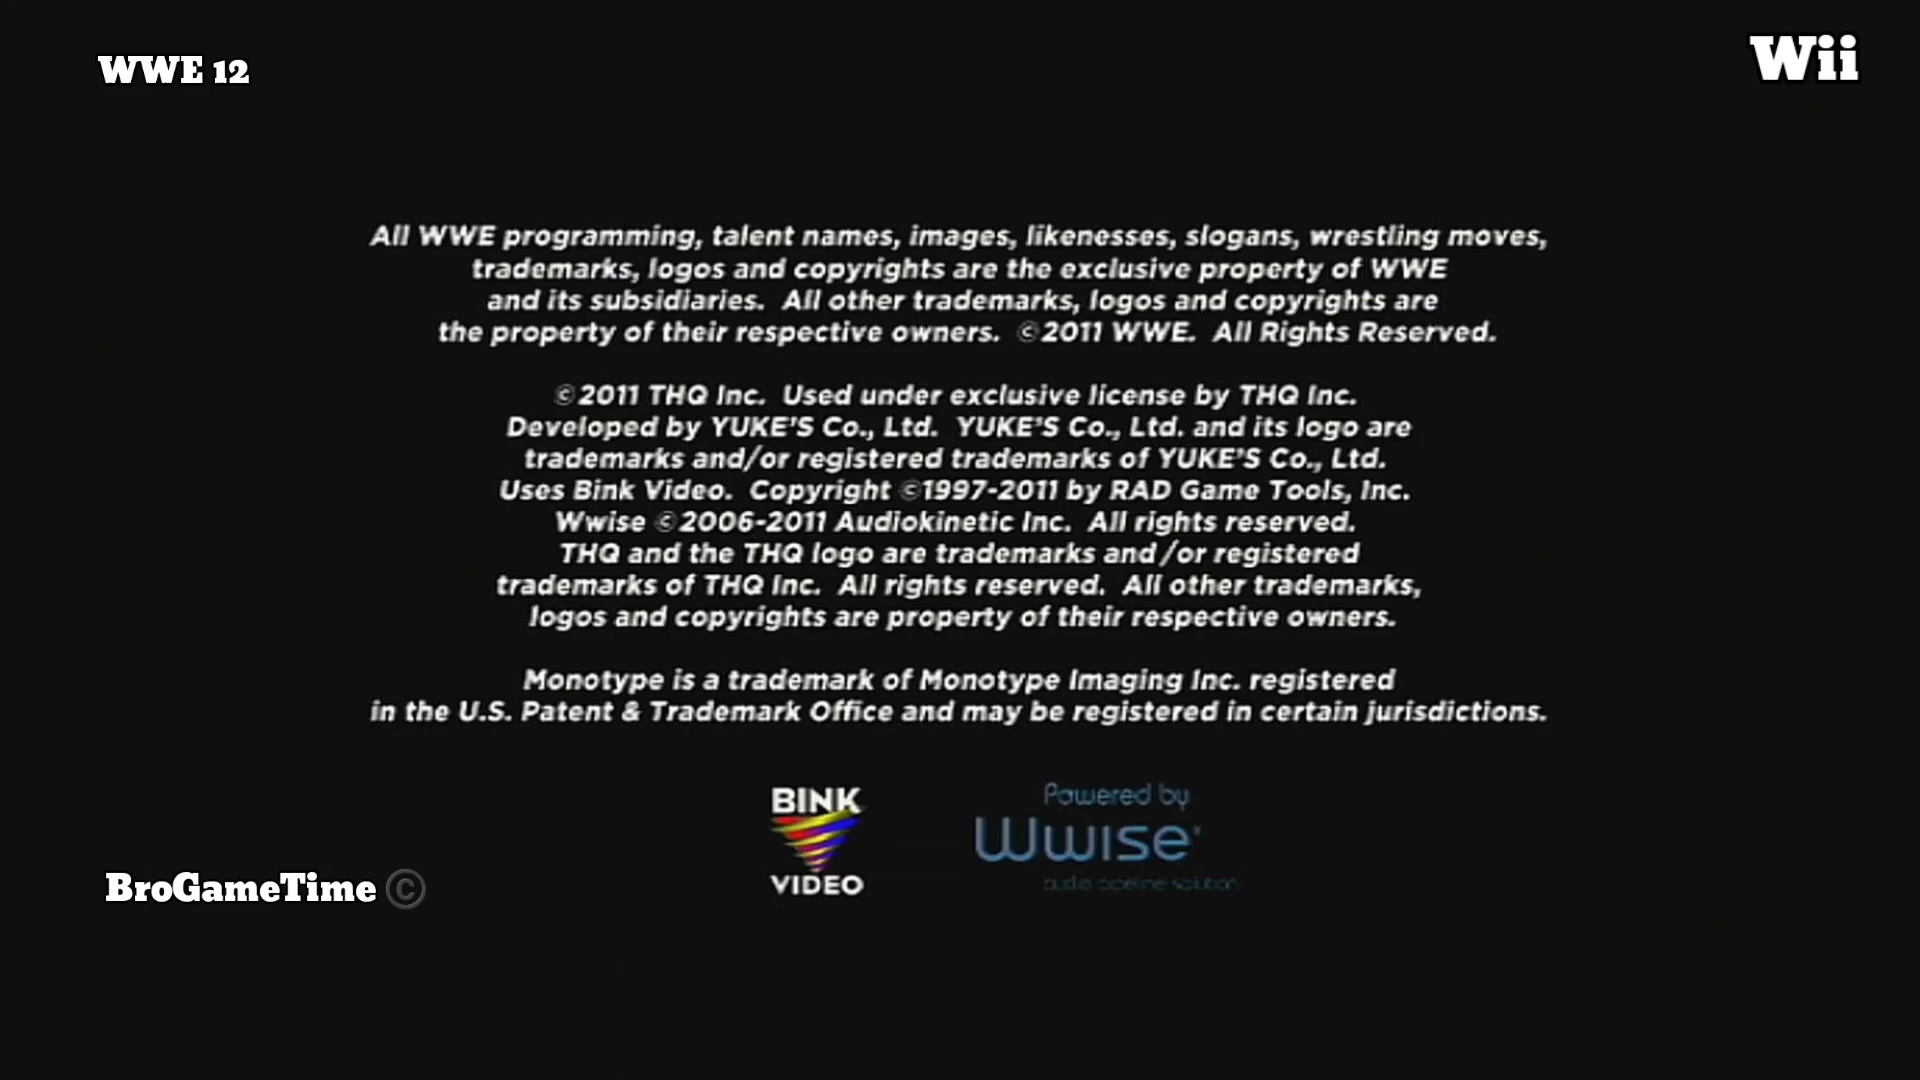 WWE 12
Wii
All WWE programming, talent names, images, likenesses, slogans, wrestling moves,
trademarks, logos and copyrights are the exclusive property of WWE
and its subsidiaries.  All other trademarks, logos and copyrights are
the property of their respective owners.  ©2011 WWE.  All Rights Reserved.
©2011 THQ Inc.  Used under exclusive license by THQ Inc.
Developed by YUKE'S Co., Ltd.  YUKE'S Co., Ltd. and its logo are
trademarks and/or registered trademarks of YUKE'S Co., Ltd.
Uses Bink Video.  Copyright ©1997-2011 by RAD Game Tools, Inc.
Wwise ©2006-2011 Audiokinetic Inc.  All rights reserved.
THQ and the THQ logo are trademarks and/or registered
trademarks of THQ Inc.  All rights reserved.  All other trademarks,
logos and copyrights are property of their respective owners.
Monotype is a trademark of Monotype Imaging Inc. registered
in the U.S. Patent & Trademark Office and may be registered in certain jurisdictions.
BINK
VIDEO
Powered by
Wwise®
audio pipeline solution
BroGameTime ©